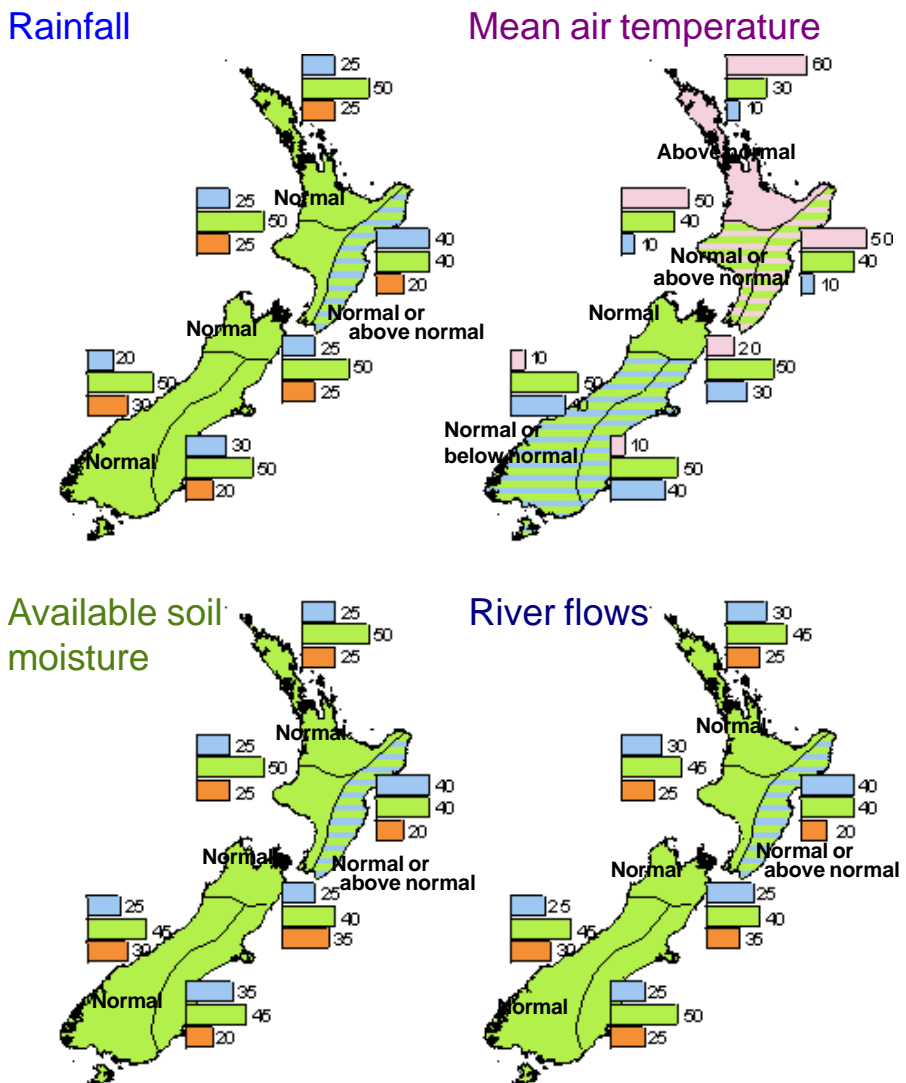 Rainfall
Mean air temperature
25
50
25
60
30
10
Above normal
Normal
25
50
25
50
40
10
40
40
20
50
40
10
Normal or
above normal
Normal or
above normal
Normal
Normal
25
50
25
20
50
30
20
50
30
10
50
40
Normal
30
50
20
Normal or
below normal
10
50
40
Available soil
moisture
River flows
25
50
25
30
45
25
Normal
Normal
25
50
25
30
45
25
40
40
20
40
40
20
Normal
Normal or
above normal
Normal
Normal or
above normal
25
40
35
25
40
35
25
45
30
25
45
30
Normal
35
45
20
Normal
25
50
25